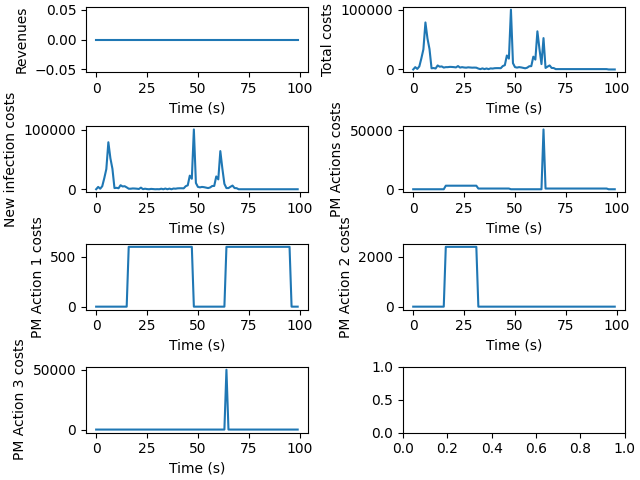 Revenues
0.05
0.00
−0.05
0 25 50 75 100
Time (s)
Total costs
100000
0
0 25 50 75 100
Time (s)
New infection costs
100000
0
0 25 50 75 100
Time (s)
PM Actions costs
50000
0
0 25 50 75 100
Time (s)
PM Action 1 costs
500
0
0 25 50 75 100
Time (s)
PM Action 2 costs
2000
0
0 25 50 75 100
Time (s)
PM Action 3 costs
50000
0
0 25 50 75 100
Time (s)
1.0
0.5
0.0
0.0 0.2 0.4 0.6 0.8 1.0